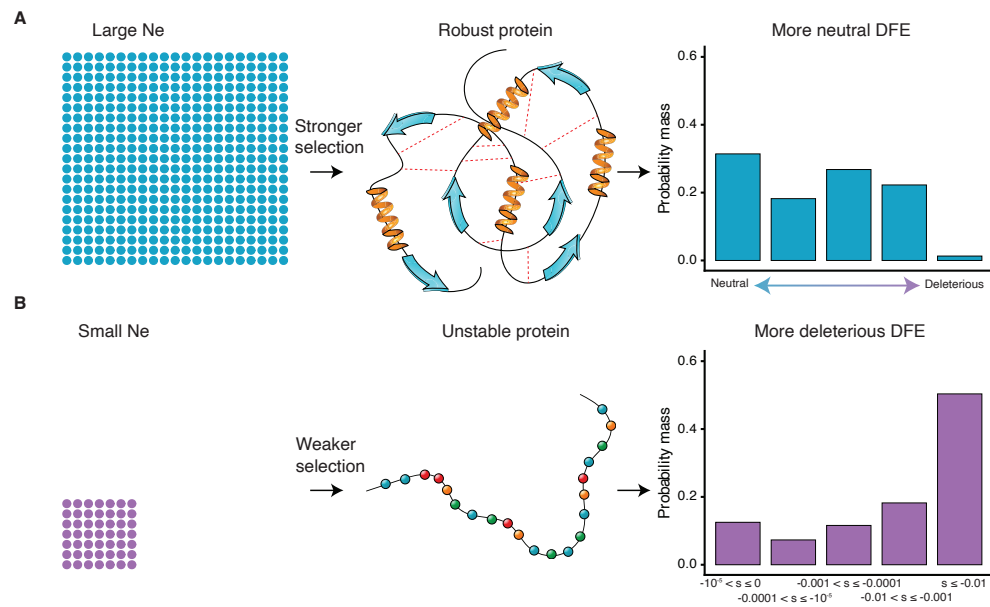 A
Large Ne
Robust protein
More neutral DFE
Stronger
selection
Probability mass
0.6
0.4
0.2
0.0
Neutral
Deleterious
B
Small Ne
Unstable protein
More deleterious DFE
Weaker
selection
Probability mass
0.6
0.4
0.2
0.0
-10⁻⁵ < s ≤ 0
-0.001 < s ≤ -0.0001
s ≤ -0.01
-0.0001 < s ≤ -10⁻⁵
-0.01 < s ≤ -0.001